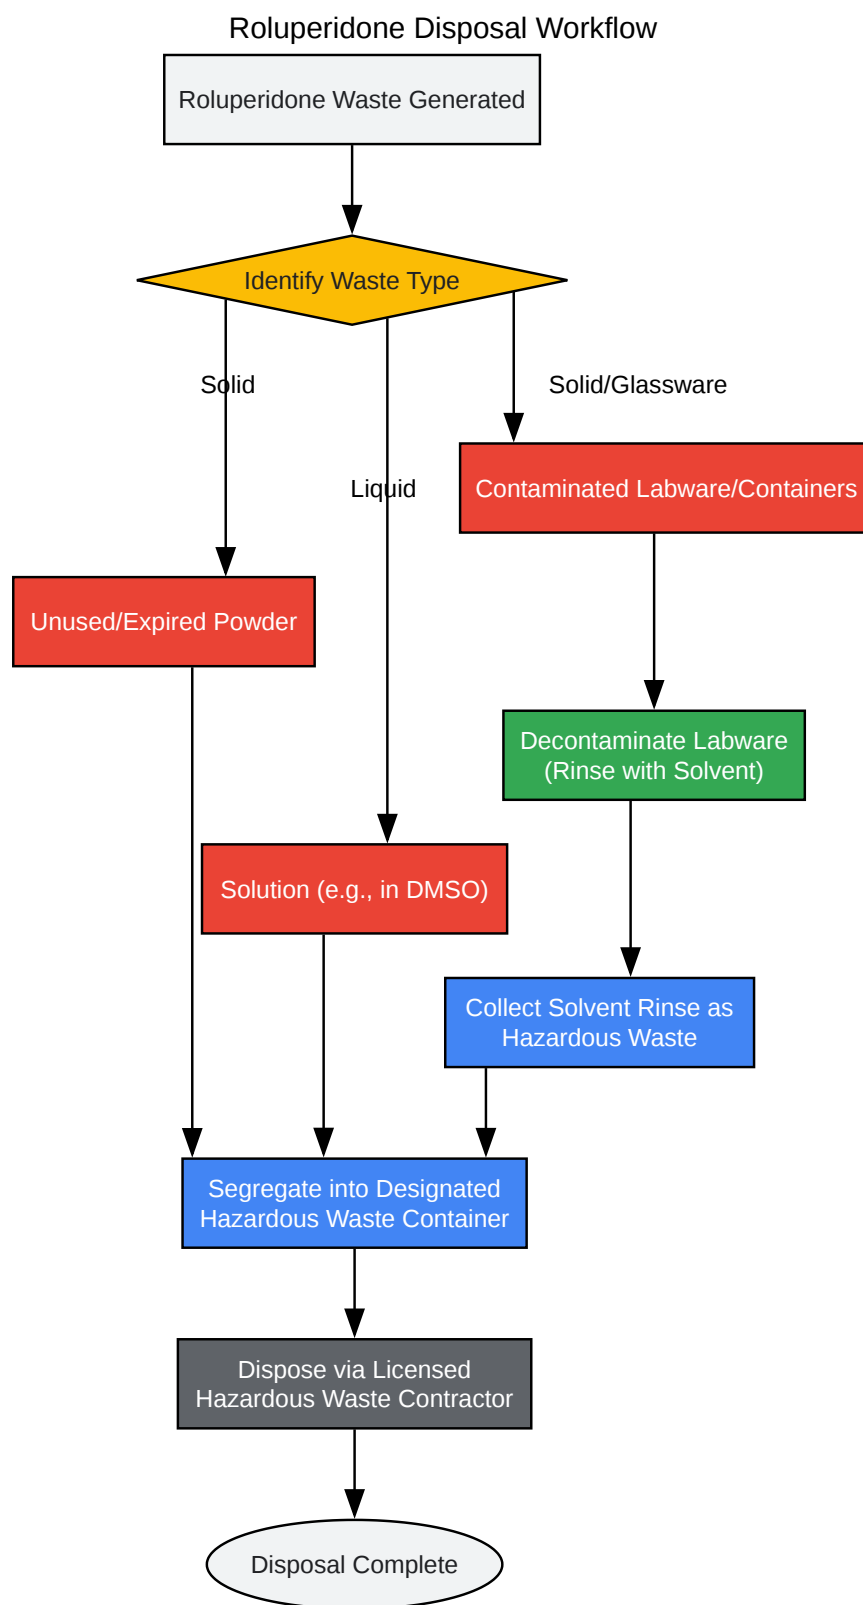 Roluperidone Disposal Workflow
Roluperidone Waste Generated
Identify Waste Type
Solid
Solid/Glassware
Liquid
Contaminated Labware/Containers
Unused/Expired Powder
Decontaminate Labware
(Rinse with Solvent)
Solution (e.g., in DMSO)
Collect Solvent Rinse as
Hazardous Waste
Segregate into Designated
Hazardous Waste Container
Dispose via Licensed
Hazardous Waste Contractor
Disposal Complete